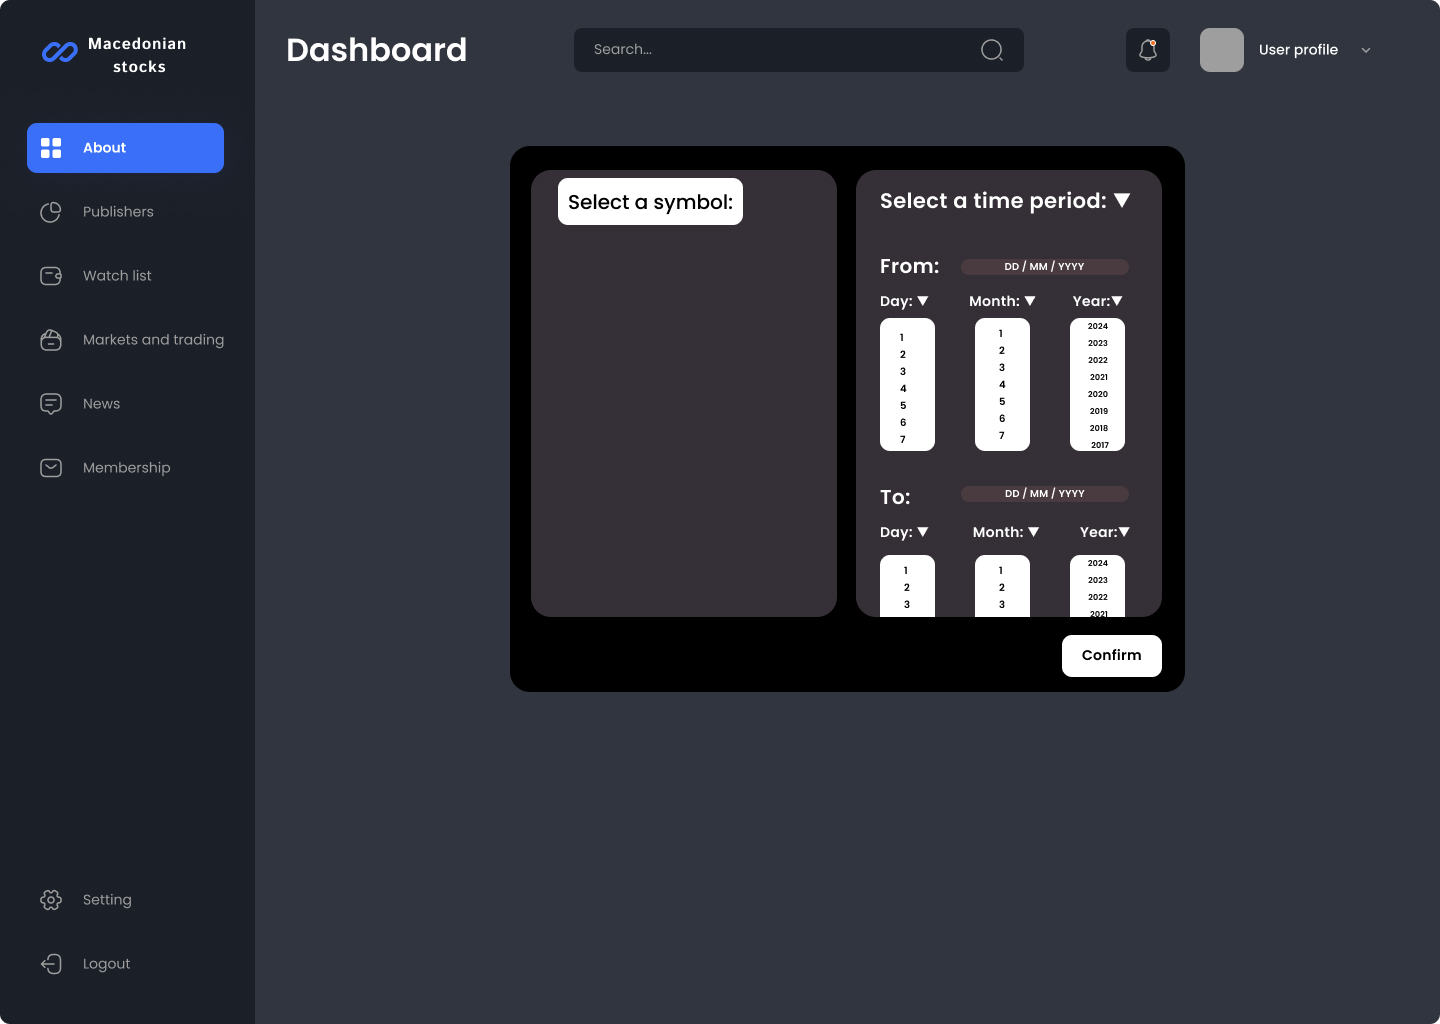 Macedonian
stocks
Dashboard
Search...
User profile
About
Publishers
Watch list
Markets and trading
News
Membership
Setting
Logout
Select a symbol:
Select a time period: ▼
From:
DD / MM / YYYY
Day: ▼ Month: ▼ Year:▼
1 1 2024
2 2 2023
3 3 2022
4 4 2021
5 5 2020
6 6 2019
7 7 2018
2017
To:
DD / MM / YYYY
Day: ▼ Month: ▼ Year:▼
1 1 2024
2 2 2023
3 3 2022
2021
Confirm